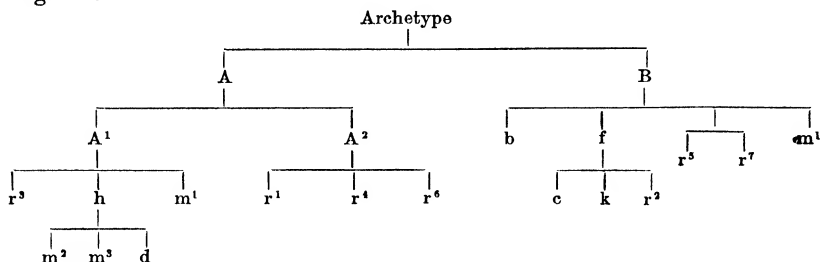 Archetype
A B
A¹ A² b f m¹
r⁵ r⁷
r³ h m¹ r¹ r⁴ r⁶ c k r²
m² m³ d